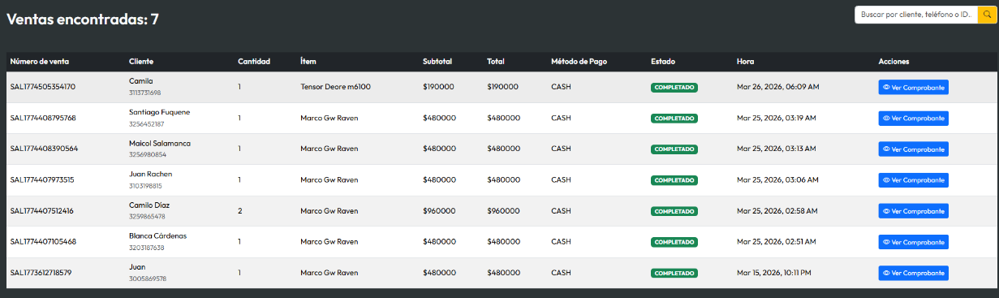 Ventas encontradas: 7
Buscar por cliente, teléfono o ID...
Número de venta Cliente Cantidad Ítem Subtotal Total Método de Pago Estado Hora Acciones
SAL1774505354170 Camila 1 Tensor Deore m6100 $190000 $190000 CASH COMPLETADO Mar 26, 2026, 06:09 AM Ver Comprobante
3113731698
SAL1774408795768 Santiago Fuquene 1 Marco Gw Raven $480000 $480000 CASH COMPLETADO Mar 25, 2026, 03:19 AM Ver Comprobante
3256452187
SAL1774408390564 Maicol Salamanca 1 Marco Gw Raven $480000 $480000 CASH COMPLETADO Mar 25, 2026, 03:13 AM Ver Comprobante
3256980854
SAL1774407973515 Juan Rachen 1 Marco Gw Raven $480000 $480000 CASH COMPLETADO Mar 25, 2026, 03:06 AM Ver Comprobante
3103198815
SAL1774407512416 Camilo Díaz 2 Marco Gw Raven $960000 $960000 CASH COMPLETADO Mar 25, 2026, 02:58 AM Ver Comprobante
3259865478
SAL1774407105468 Blanca Cárdenas 1 Marco Gw Raven $480000 $480000 CASH COMPLETADO Mar 25, 2026, 02:51 AM Ver Comprobante
3203187638
SAL1773612718579 Juan 1 Marco Gw Raven $480000 $480000 CASH COMPLETADO Mar 15, 2026, 10:11 PM Ver Comprobante
3005869578